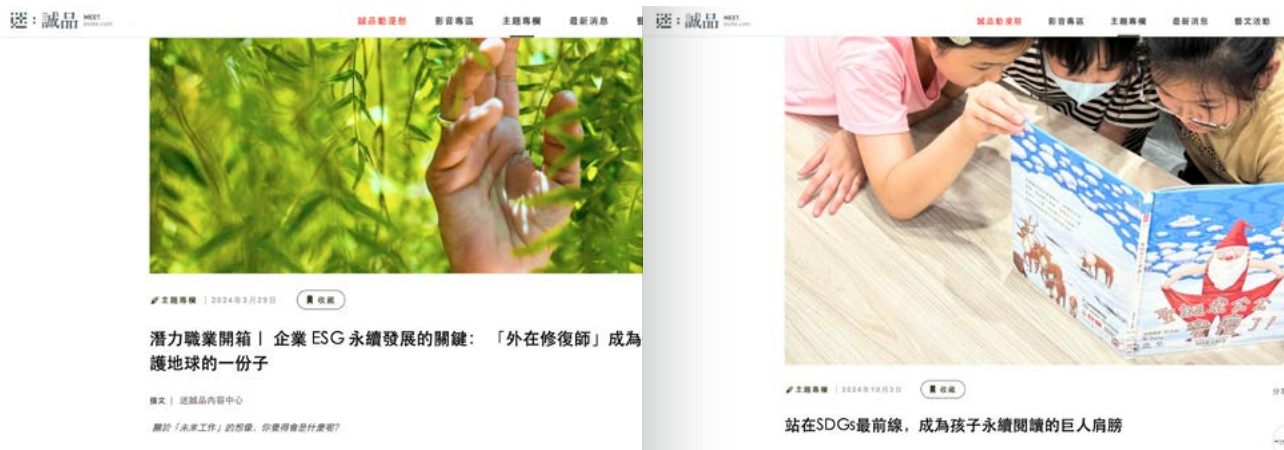 迷:誠品 MEET.
誠品動漫祭 影音專區 主題專欄 最新消息
主題專欄 | 2024年3月29日 收藏
潛力職業開箱| 企業 ESG 永續發展的關鍵: 「外在修復師」成為
護地球的一份子
撰文| 迷誠品內容中心
關於「未來工作」的想像,你覺得會是什麼呢?
迷:誠品 MEET.
誠品動漫祭 影音專區 主題專欄 最新消息 藝文活動
主題專欄 | 2024年10月3日 收藏
站在SDGs最前線,成為孩子永續閱讀的巨人肩膀